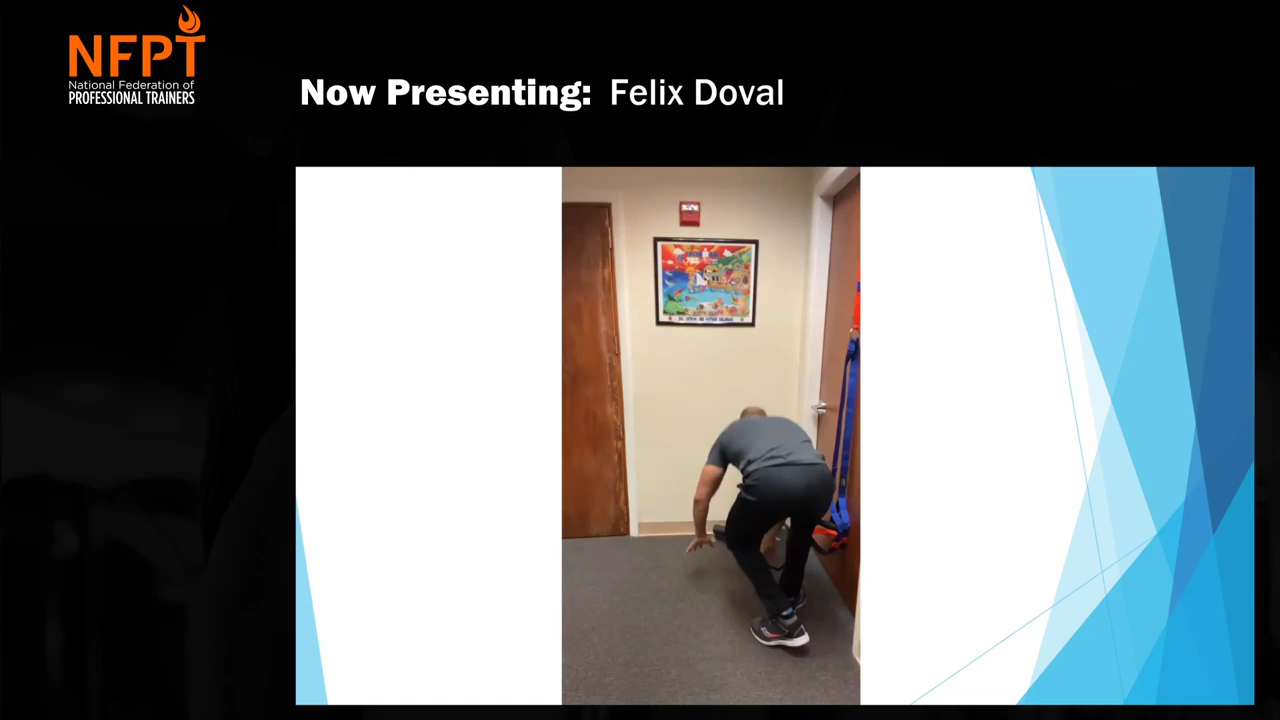 NFPT
National Federation of
PROFESSIONAL TRAINERS
Now Presenting: Felix Doval